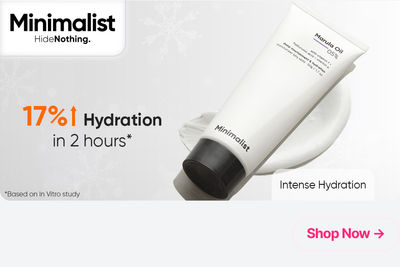 Minimalist
HideNothing.
17%↑ Hydration
in 2 hours*
Marula Oil
05%
Minimalist
Intense Hydration
*Based on In Vitro study
Shop Now →